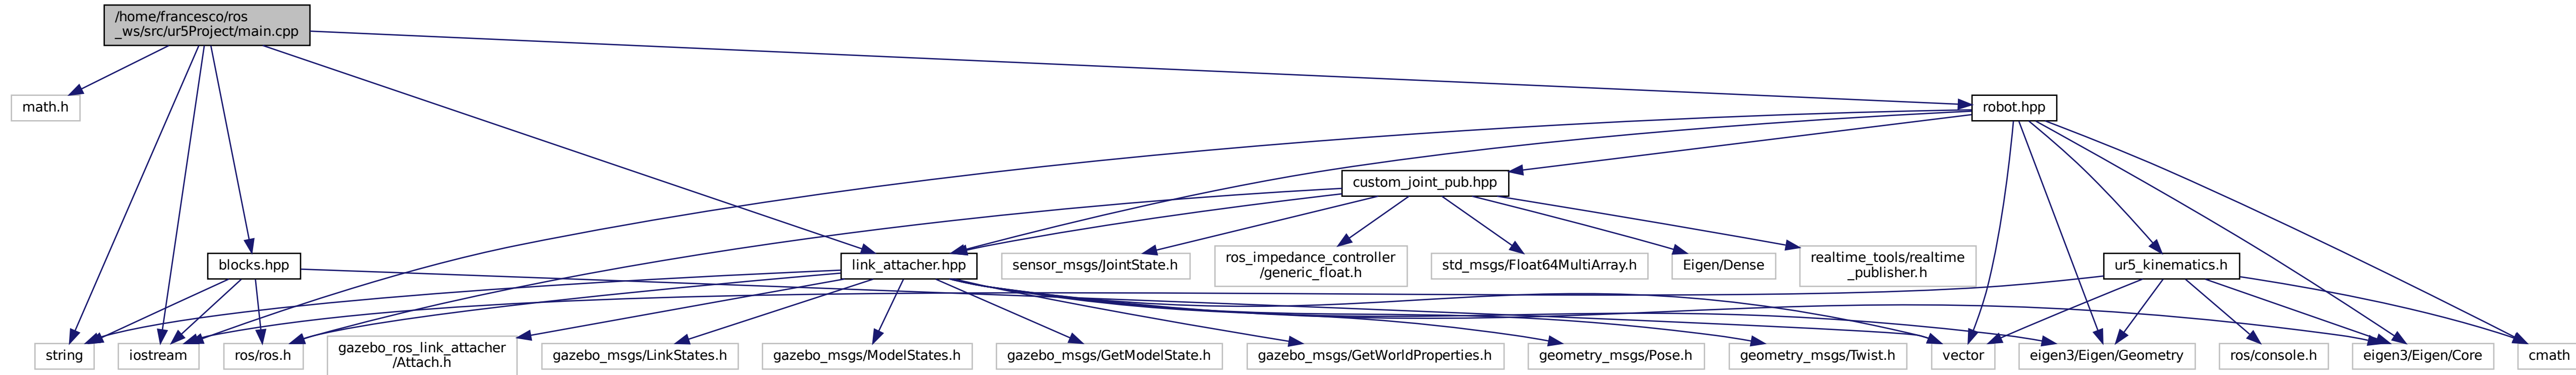 /home/francesco/ros
_ws/src/ur5Project/main.cpp
math.h
robot.hpp
custom_joint_pub.hpp
blocks.hpp
link_attacher.hpp
sensor_msgs/JointState.h
ros_impedance_controller
/generic_float.h
std_msgs/Float64MultiArray.h
Eigen/Dense
realtime_tools/realtime
_publisher.h
ur5_kinematics.h
string
iostream
ros/ros.h
gazebo_ros_link_attacher
/Attach.h
gazebo_msgs/LinkStates.h
gazebo_msgs/ModelStates.h
gazebo_msgs/GetModelState.h
gazebo_msgs/GetWorldProperties.h
geometry_msgs/Pose.h
geometry_msgs/Twist.h
vector
eigen3/Eigen/Geometry
ros/console.h
eigen3/Eigen/Core
cmath